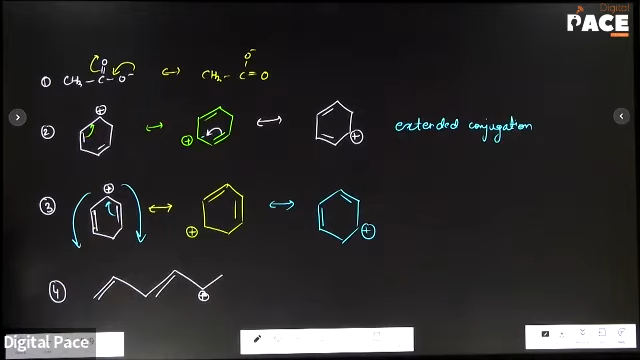 Digital
PACE
① CH₃ - C - O⁻ ↔ CH₃ - C = O
O O⁻
② ⊕ ↔ ⊕ ↔ ⊕ extended conjugation
③ ⊕ ↔ ⊕ ↔ ⊕
④ ⊕
Digital Pace